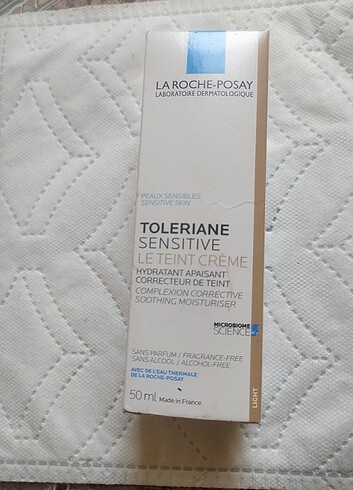 LA ROCHE-POSAY
LABORATOIRE DERMATOLOGIQUE
PEAUX SENSIBLES
SENSITIVE SKIN
TOLERIANE
SENSITIVE
LE TEINT CRÈME
HYDRATANT APAISANT
CORRECTEUR DE TEINT
COMPLEXION CORRECTIVE
SOOTHING MOISTURISER
MICROBIOME
SCIENCE
SANS PARFUM / FRAGRANCE-FREE
SANS ALCOOL / ALCOHOL-FREE
AVEC DE L'EAU THERMALE
DE LA ROCHE-POSAY
50 ml Made in France
LIGHT